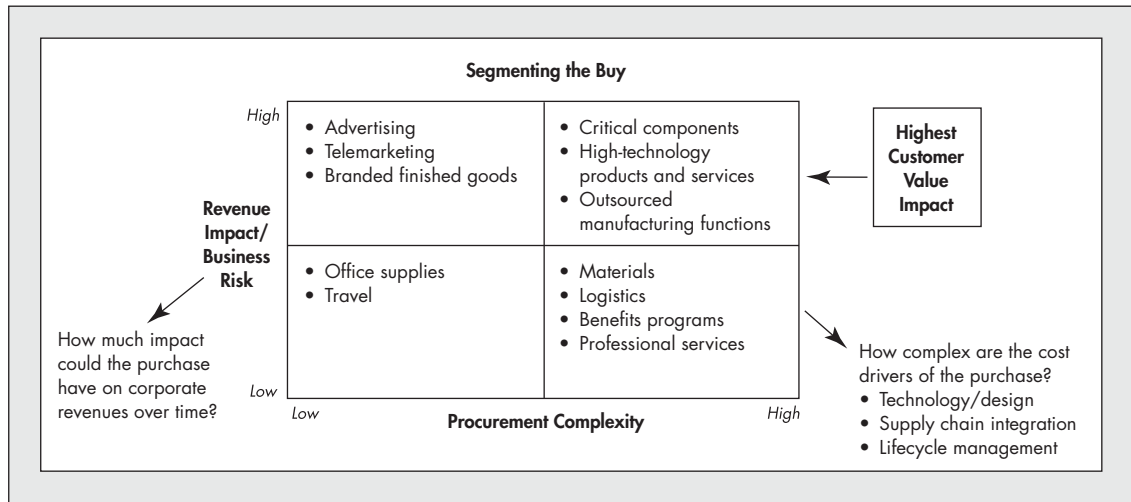 Segmenting the Buy
High
• Advertising
• Telemarketing
• Branded finished goods
• Critical components
• High-technology
products and services
• Outsourced
manufacturing functions
Highest
Customer
Value
Impact
Revenue
Impact/
Business
Risk
• Office supplies
• Travel
• Materials
• Logistics
• Benefits programs
• Professional services
How much impact
could the purchase
have on corporate
revenues over time?
Low
Low
Procurement Complexity
High
How complex are the cost
drivers of the purchase?
• Technology/design
• Supply chain integration
• Lifecycle management